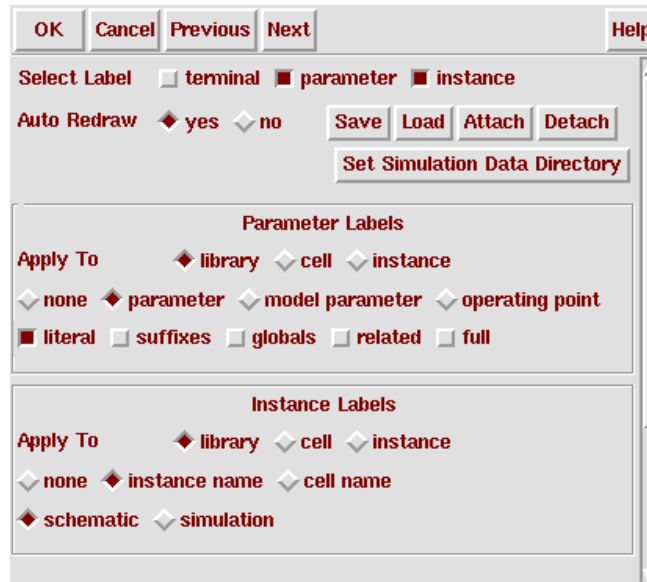 OK Cancel Previous Next Help
Select Label terminal parameter instance
Auto Redraw yes no Save Load Attach Detach
Set Simulation Data Directory
Parameter Labels
Apply To library cell instance
none parameter model parameter operating point
literal suffixes globals related full
Instance Labels
Apply To library cell instance
none instance name cell name
schematic simulation